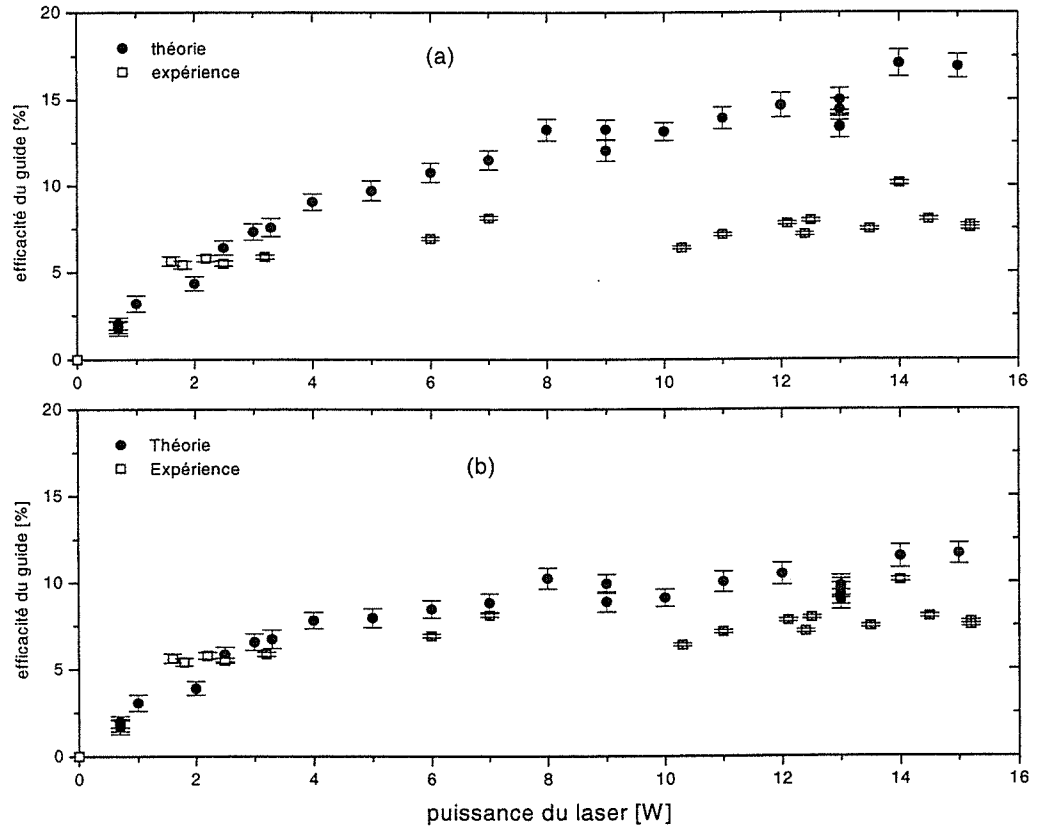 20
15
10
5
0
efficacité du guide [%]
théorie
expérience
(a)
0 2 4 6 8 10 12 14 16
20
15
10
5
0
efficacité du guide [%]
Théorie
Expérience
(b)
0 2 4 6 8 10 12 14 16
puissance du laser [W]